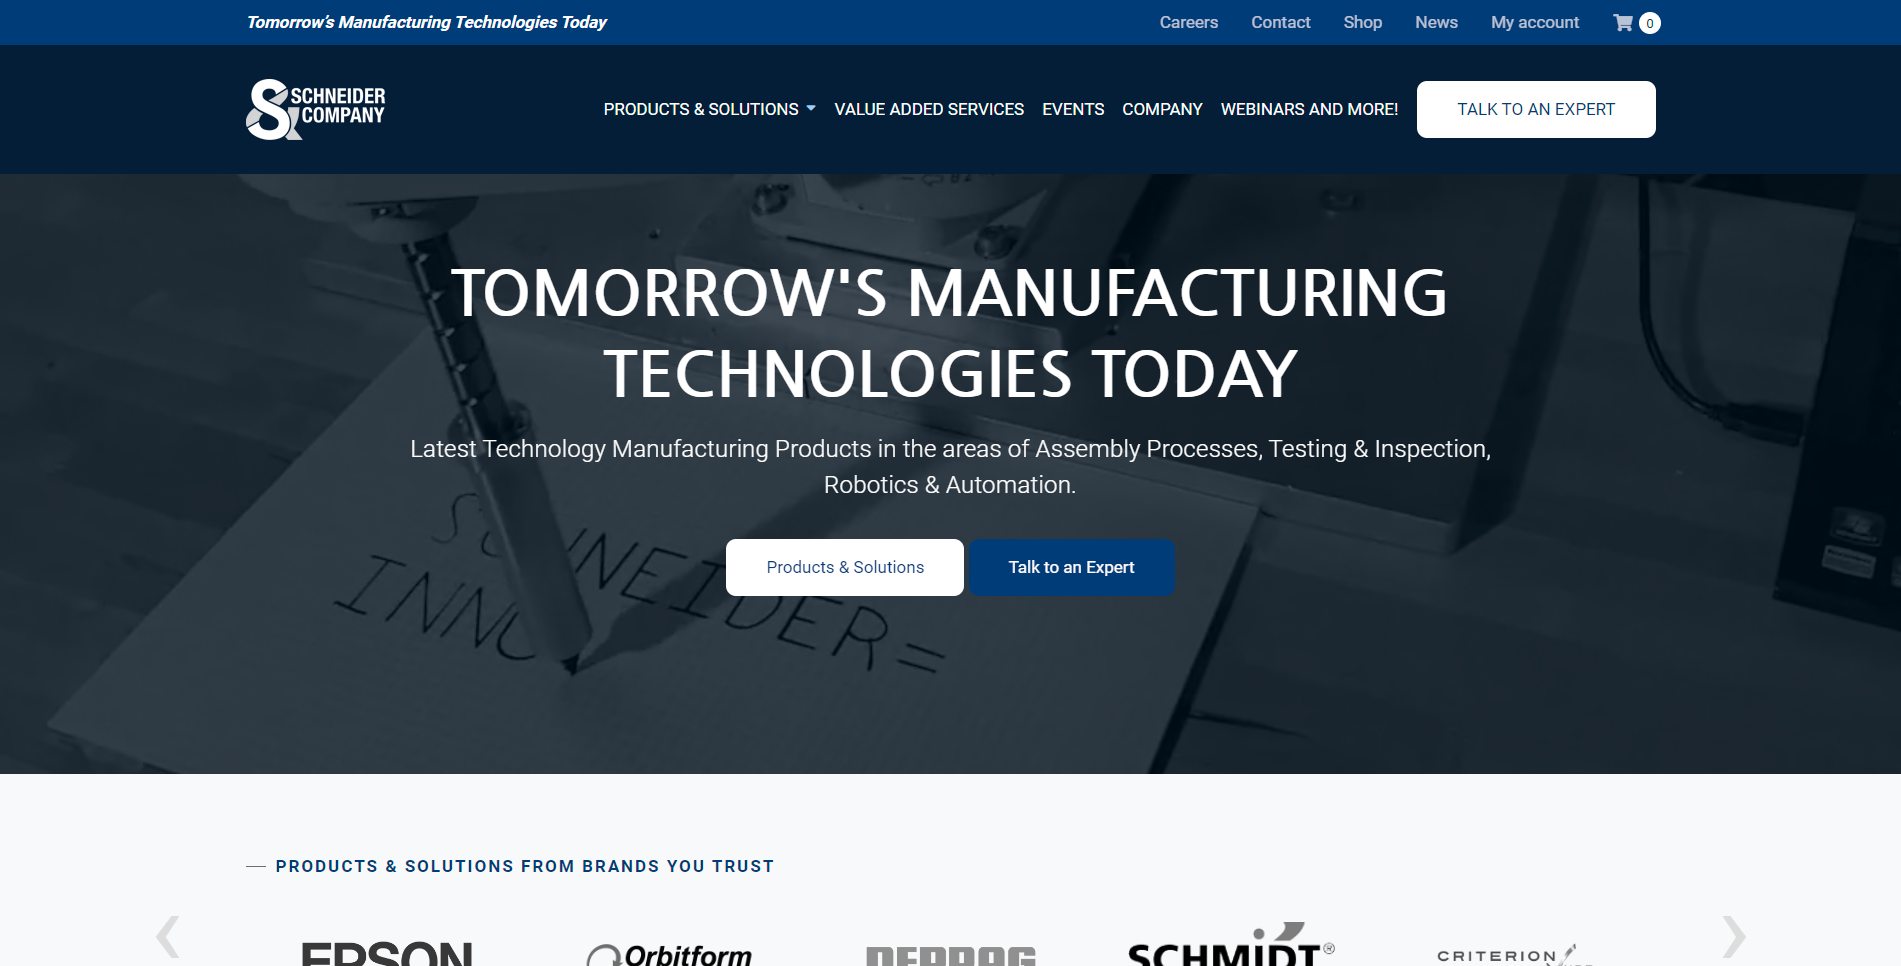 Tomorrow's Manufacturing Technologies Today
Careers Contact Shop News My account 0
SCHNEIDER
& COMPANY
PRODUCTS & SOLUTIONS VALUE ADDED SERVICES EVENTS COMPANY WEBINARS AND MORE! TALK TO AN EXPERT
TOMORROW'S MANUFACTURING
TECHNOLOGIES TODAY
Latest Technology Manufacturing Products in the areas of Assembly Processes, Testing & Inspection,
Robotics & Automation.
Products & Solutions Talk to an Expert
SCHNEIDER=
INNO
PRODUCTS & SOLUTIONS FROM BRANDS YOU TRUST
EPSON Orbitform DEPRAG SCHMIDT® CRITERION